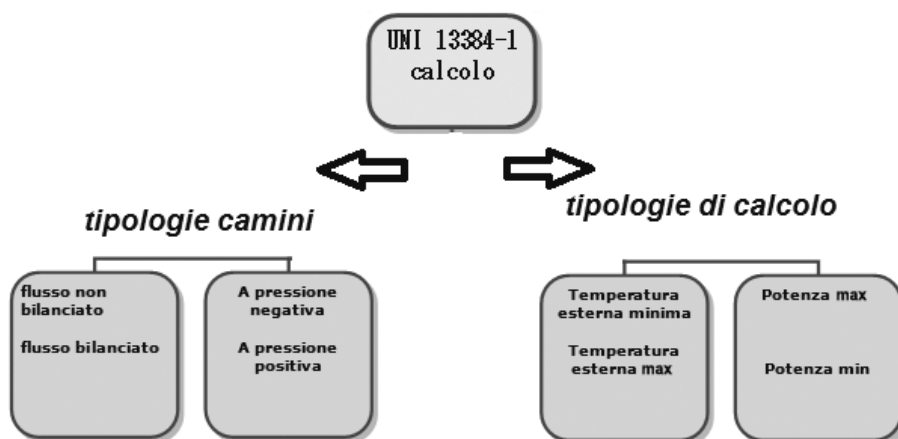 UNI 13384-1
calcolo
tipologie camini
tipologie di calcolo
flusso non
bilanciato
flusso bilanciato
A pressione
negativa
A pressione
positiva
Temperatura
esterna minima
Temperatura
esterna max
Potenza max
Potenza min